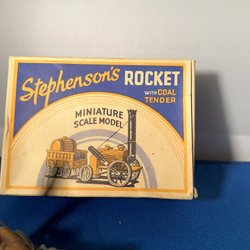 Stephenson's ROCKET
WITH COAL
TENDER
MINIATURE
SCALE MODEL